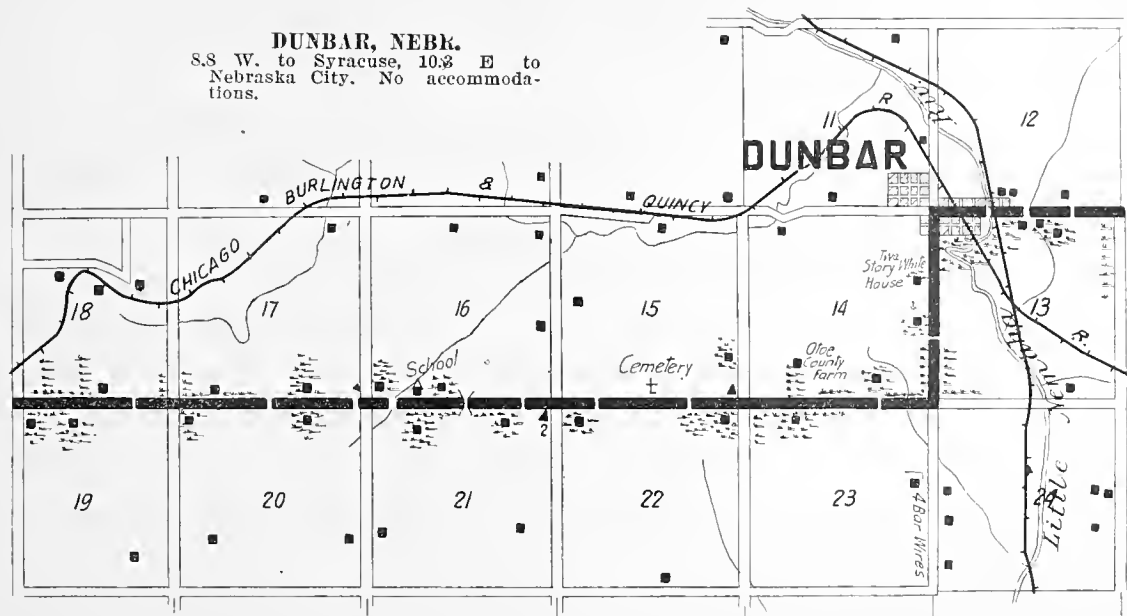 DUNBAR, NEBR.
8.8 W. to Syracuse, 10.3 E to
Nebraska City. No accommoda-
tions.
11
R
12
DUNBAR
BURLINGTON
&
QUINCY
CHICAGO
Two
Story White
House
18
17
16
15
14
13
R.
School
Cemetery
Otoe
County
Farm
2
19
20
21
22
23
24
4 Bar Wires
Little Nemaha